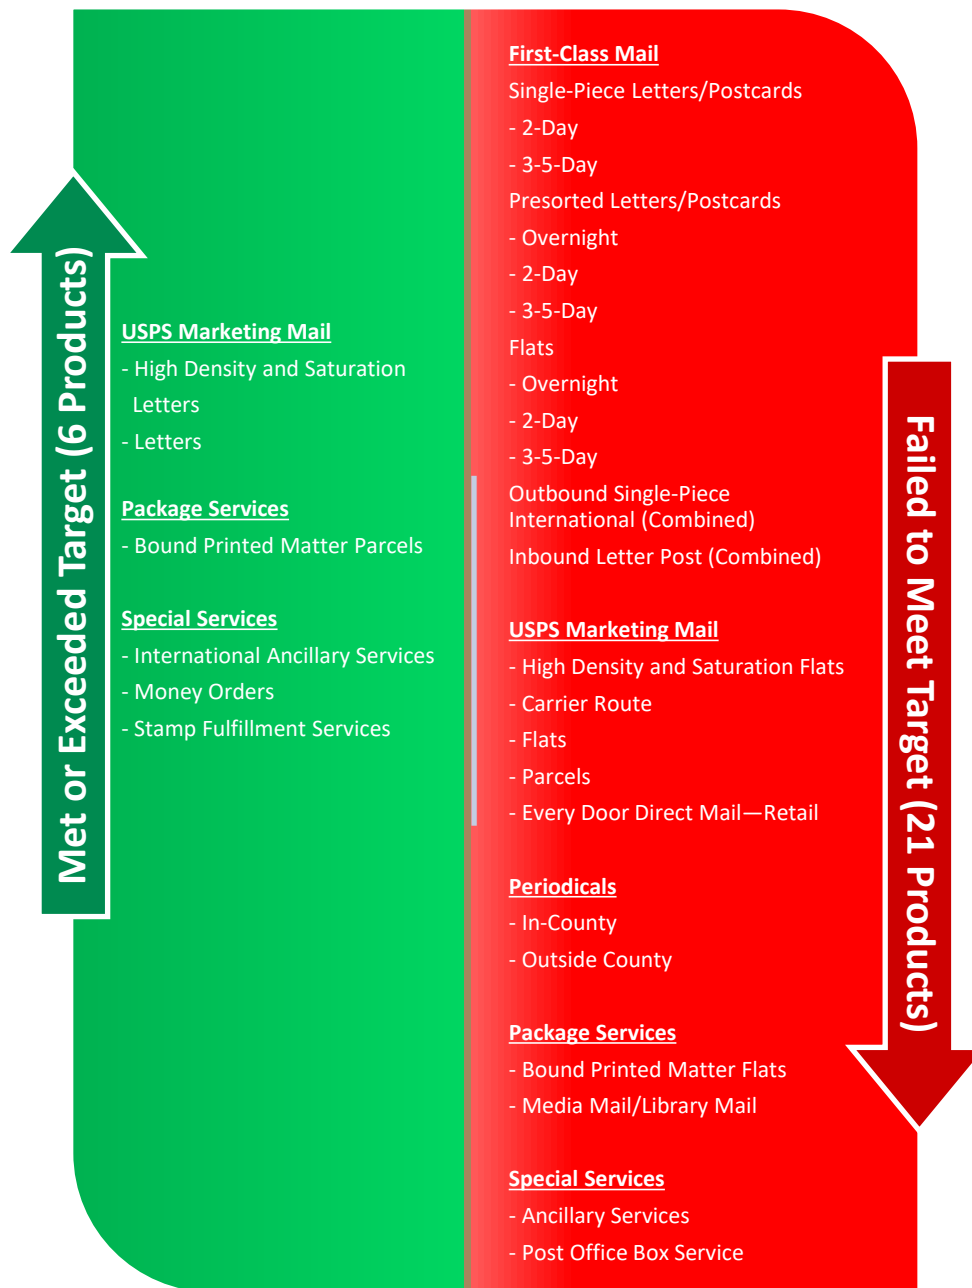 Met or Exceeded Target (6 Products)
USPS Marketing Mail
- High Density and Saturation
Letters
- Letters
Package Services
- Bound Printed Matter Parcels
Special Services
- International Ancillary Services
- Money Orders
- Stamp Fulfillment Services
First-Class Mail
Single-Piece Letters/Postcards
- 2-Day
- 3-5-Day
Presorted Letters/Postcards
- Overnight
- 2-Day
- 3-5-Day
Flats
- Overnight
- 2-Day
- 3-5-Day
Outbound Single-Piece
International (Combined)
Inbound Letter Post (Combined)
USPS Marketing Mail
- High Density and Saturation Flats
- Carrier Route
- Flats
- Parcels
- Every Door Direct Mail—Retail
Periodicals
- In-County
- Outside County
Package Services
- Bound Printed Matter Flats
- Media Mail/Library Mail
Special Services
- Ancillary Services
- Post Office Box Service
Failed to Meet Target (21 Products)